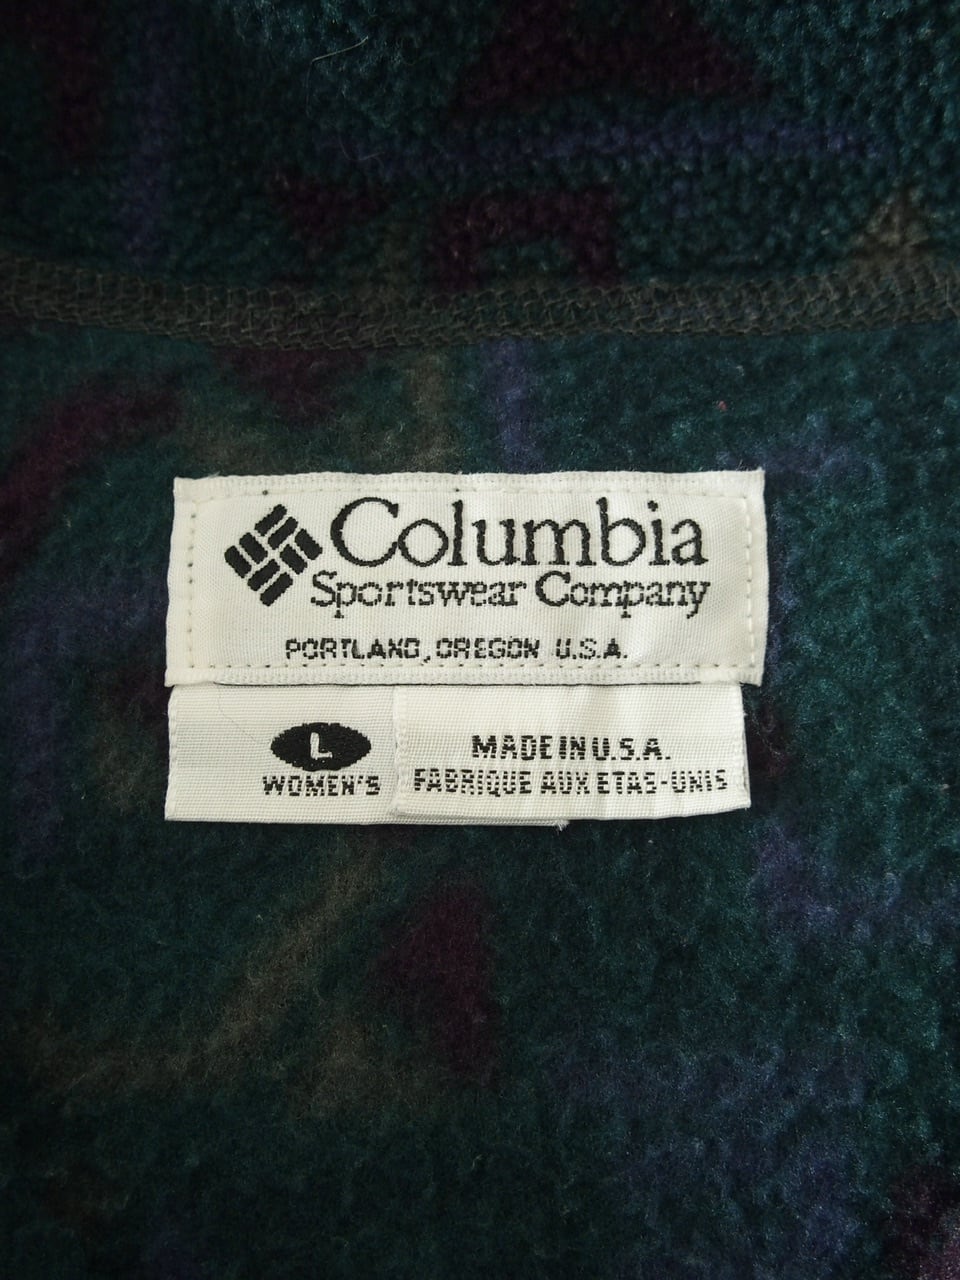 Columbia
Sportswear Company
PORTLAND, OREGON U.S.A.
L
WOMEN'S
MADE IN U.S.A.
FABRIQUE AUX ETAS-UNIS